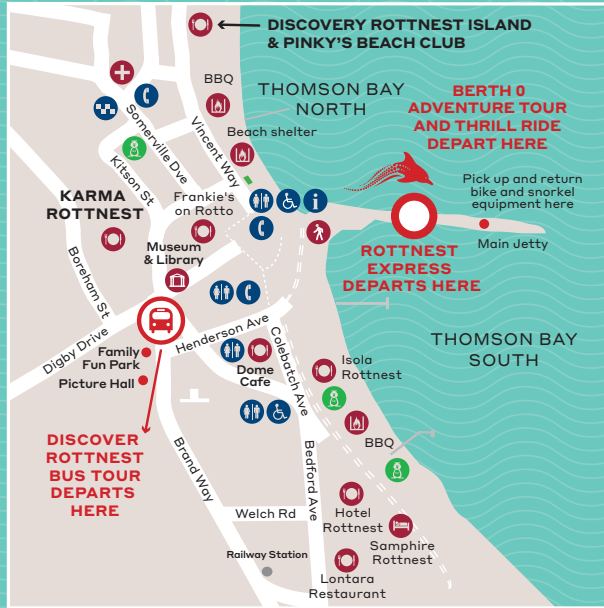 DISCOVERY ROTTNEST ISLAND
& PINKY'S BEACH CLUB
BBQ
THOMSON BAY
NORTH
BERTH 0
ADVENTURE TOUR
AND THRILL RIDE
DEPART HERE
Somerville Dve
Vincent Way
Beach shelter
Kitson St
Pick up and return
bike and snorkel
equipment here
KARMA
ROTTNEST
Frankie's
on Rotto
i
Main Jetty
Museum
& Library
ROTTNEST
EXPRESS
DEPARTS HERE
Boreham St
Digby Drive
Henderson Ave
Colebatch Ave
THOMSON BAY
SOUTH
Family
Fun Park
Picture Hall
Dome
Cafe
Isola
Rottnest
DISCOVER
ROTTNEST
BUS TOUR
DEPARTS
HERE
BBQ
Brand Way
Bedford Ave
Welch Rd
Hotel
Rottnest
Samphire
Rottnest
Railway Station
Lontara
Restaurant